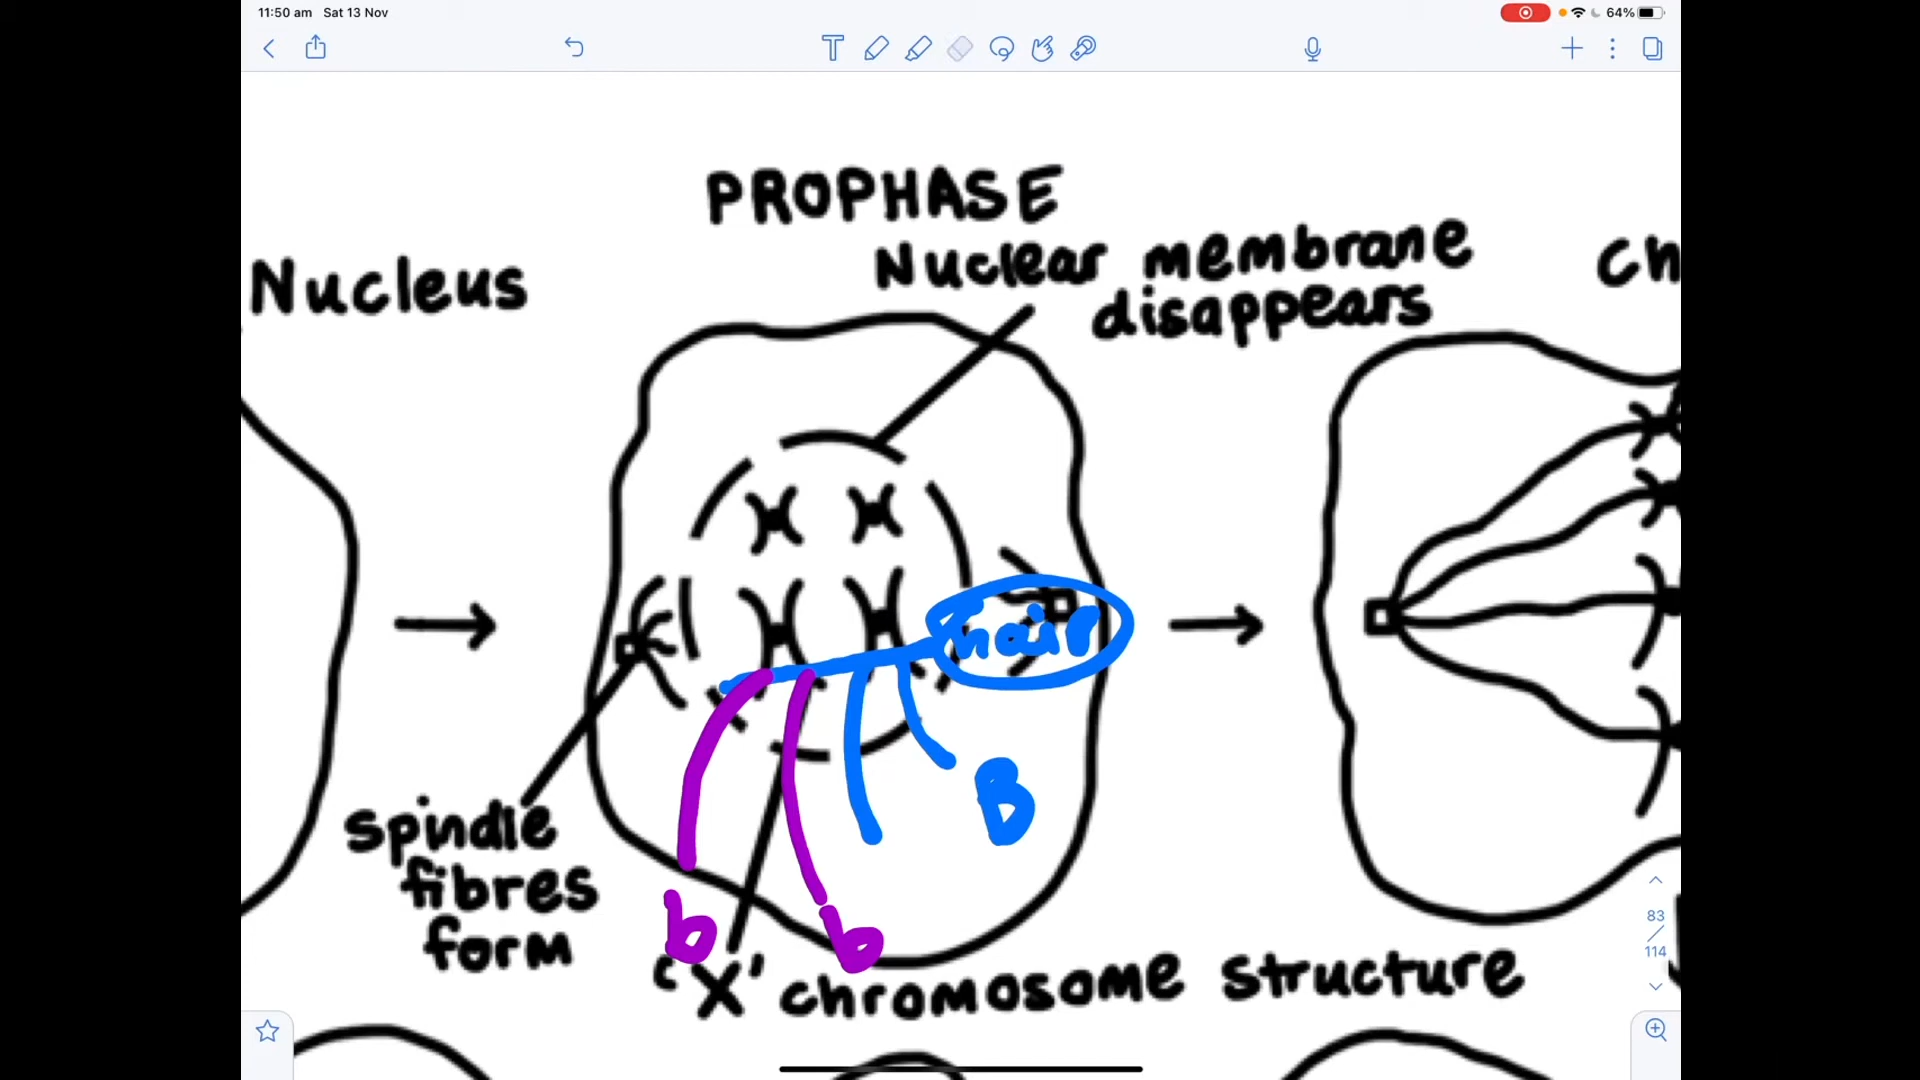 11:50 am Sat 13 Nov
64%
PROPHASE
Nuclear membrane
disappears
Nucleus
Ch
hair
B
spindle
fibres
form
b b
'X' chromosome structure
83
114